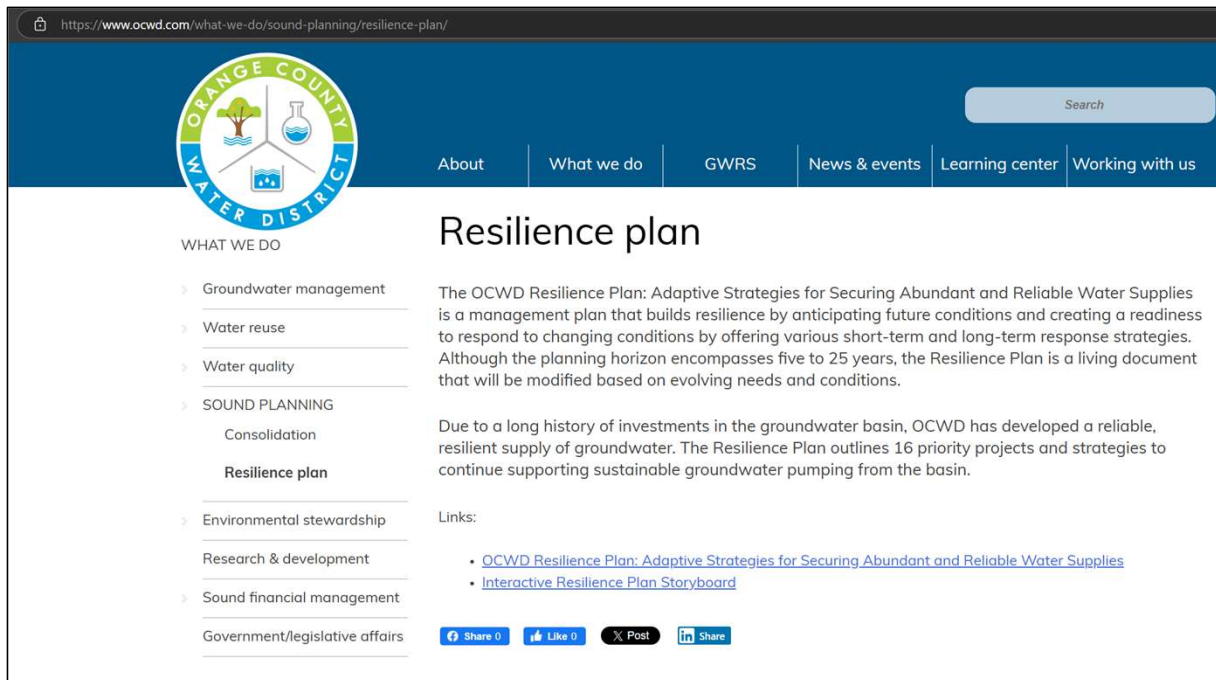 https://www.ocwd.com/what-we-do/sound-planning/resilience-plan/
ORANGE COUNTY
WATER DISTRICT
Search
About
What we do
GWRS
News & events
Learning center
Working with us
WHAT WE DO
Groundwater management
Water reuse
Water quality
SOUND PLANNING
Consolidation
Resilience plan
Environmental stewardship
Research & development
Sound financial management
Government/legislative affairs
Resilience plan
The OCWD Resilience Plan: Adaptive Strategies for Securing Abundant and Reliable Water Supplies
is a management plan that builds resilience by anticipating future conditions and creating a readiness
to respond to changing conditions by offering various short-term and long-term response strategies.
Although the planning horizon encompasses five to 25 years, the Resilience Plan is a living document
that will be modified based on evolving needs and conditions.
Due to a long history of investments in the groundwater basin, OCWD has developed a reliable,
resilient supply of groundwater. The Resilience Plan outlines 16 priority projects and strategies to
continue supporting sustainable groundwater pumping from the basin.
Links:
• OCWD Resilience Plan: Adaptive Strategies for Securing Abundant and Reliable Water Supplies
• Interactive Resilience Plan Storyboard
Share 0
Like 0
X Post
in Share